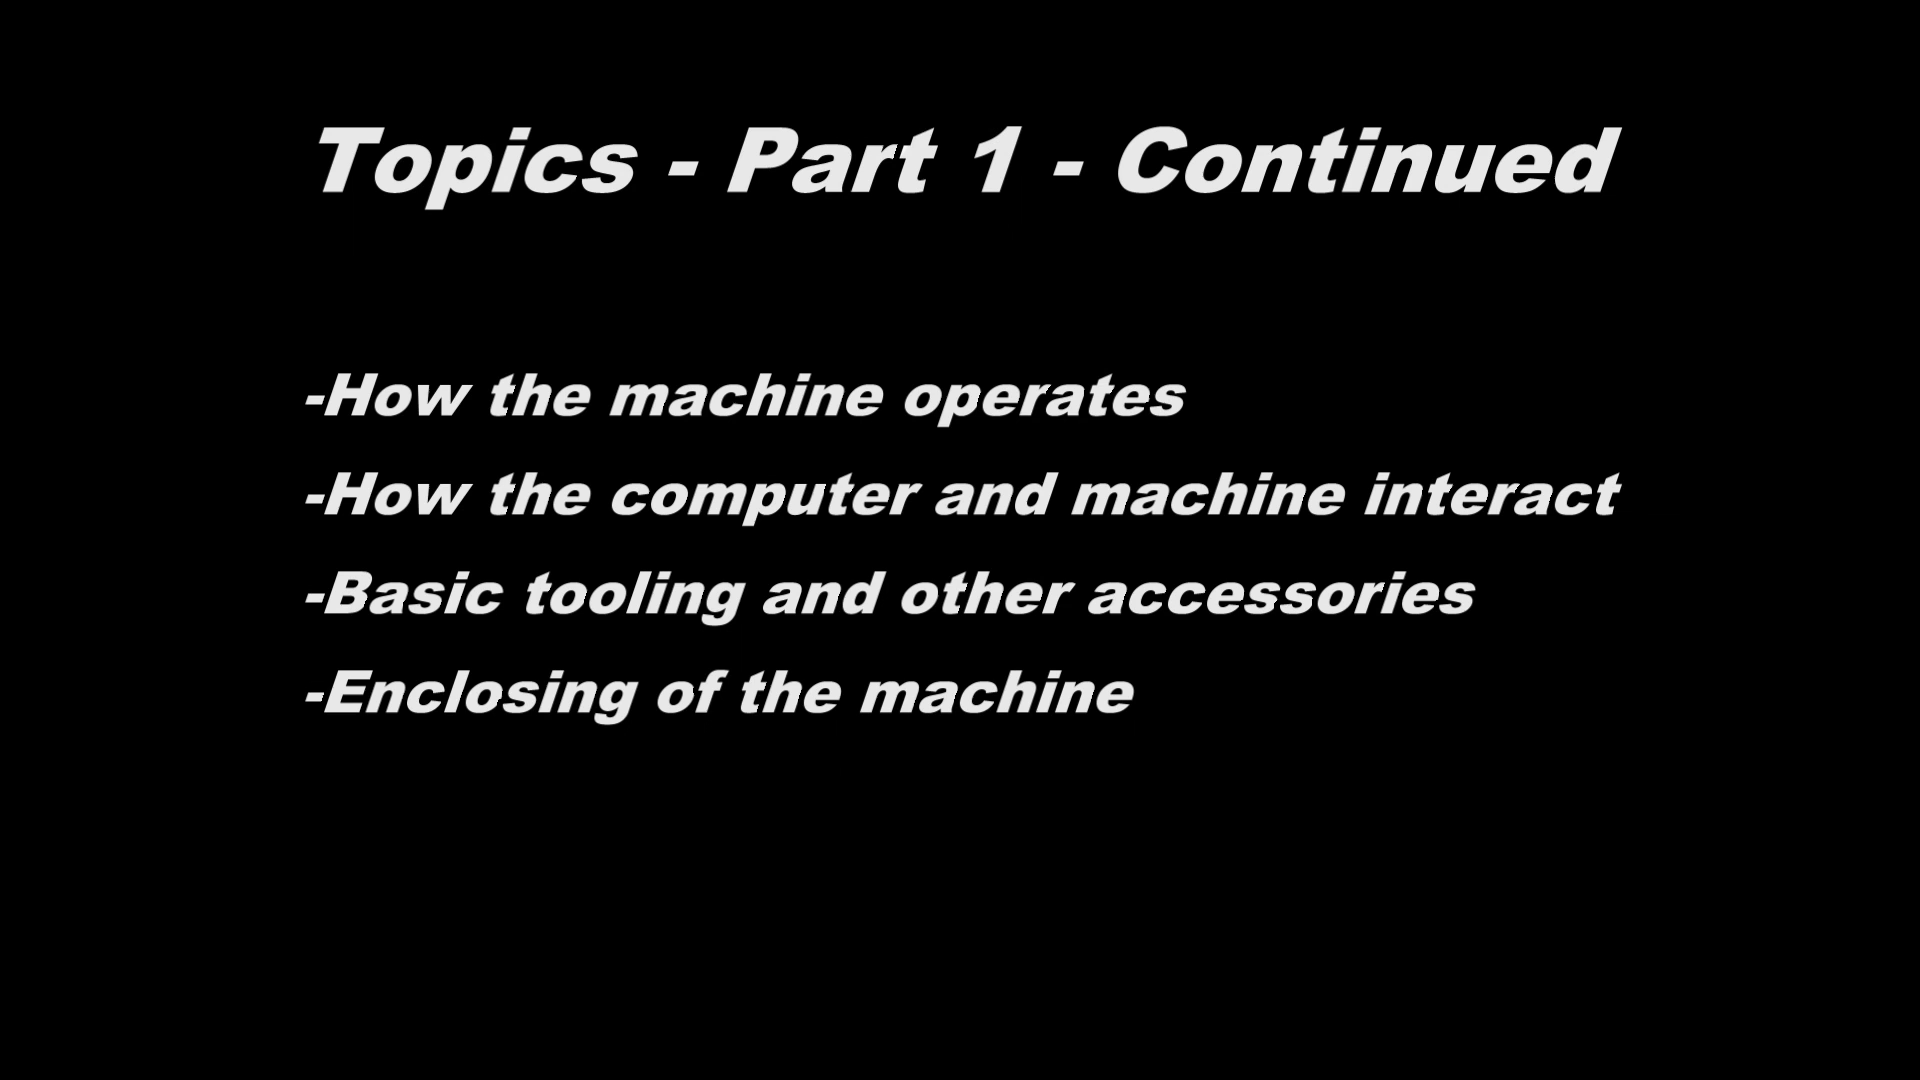 Topics - Part 1 - Continued
-How the machine operates
-How the computer and machine interact
-Basic tooling and other accessories
-Enclosing of the machine